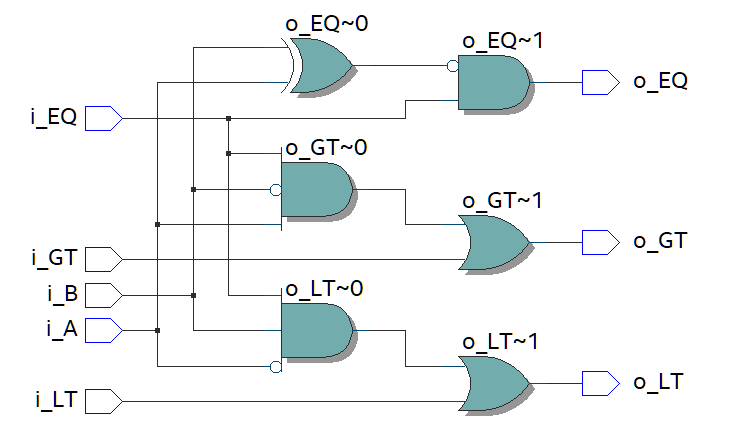 o_EQ~0
o_EQ~1
o_EQ
i_EQ
o_GT~0
o_GT~1
o_GT
i_GT
i_B
o_LT~0
i_A
o_LT~1
o_LT
i_LT